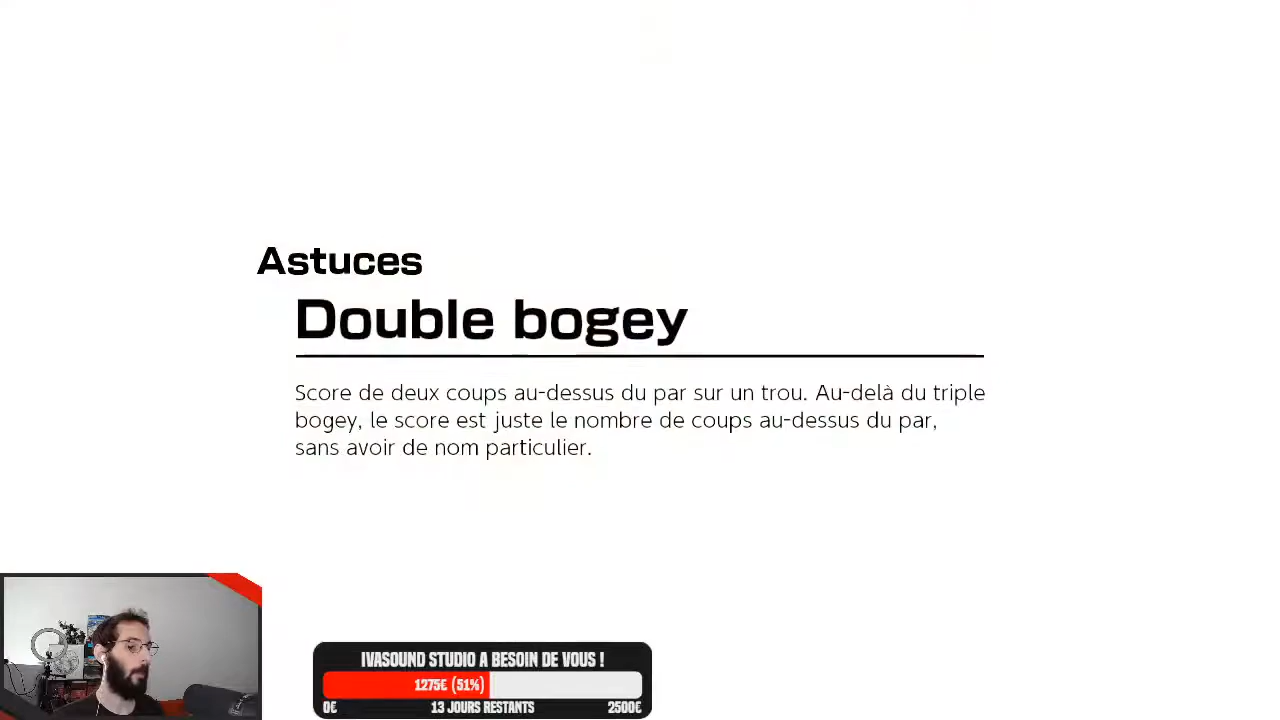 Astuces
Double bogey
Score de deux coups au-dessus du par sur un trou. Au-delà du triple
bogey, le score est juste le nombre de coups au-dessus du par,
sans avoir de nom particulier.
IVASOUND STUDIO A BESOIN DE VOUS !
1275€ (51%)
0€ 13 JOURS RESTANTS 2500€